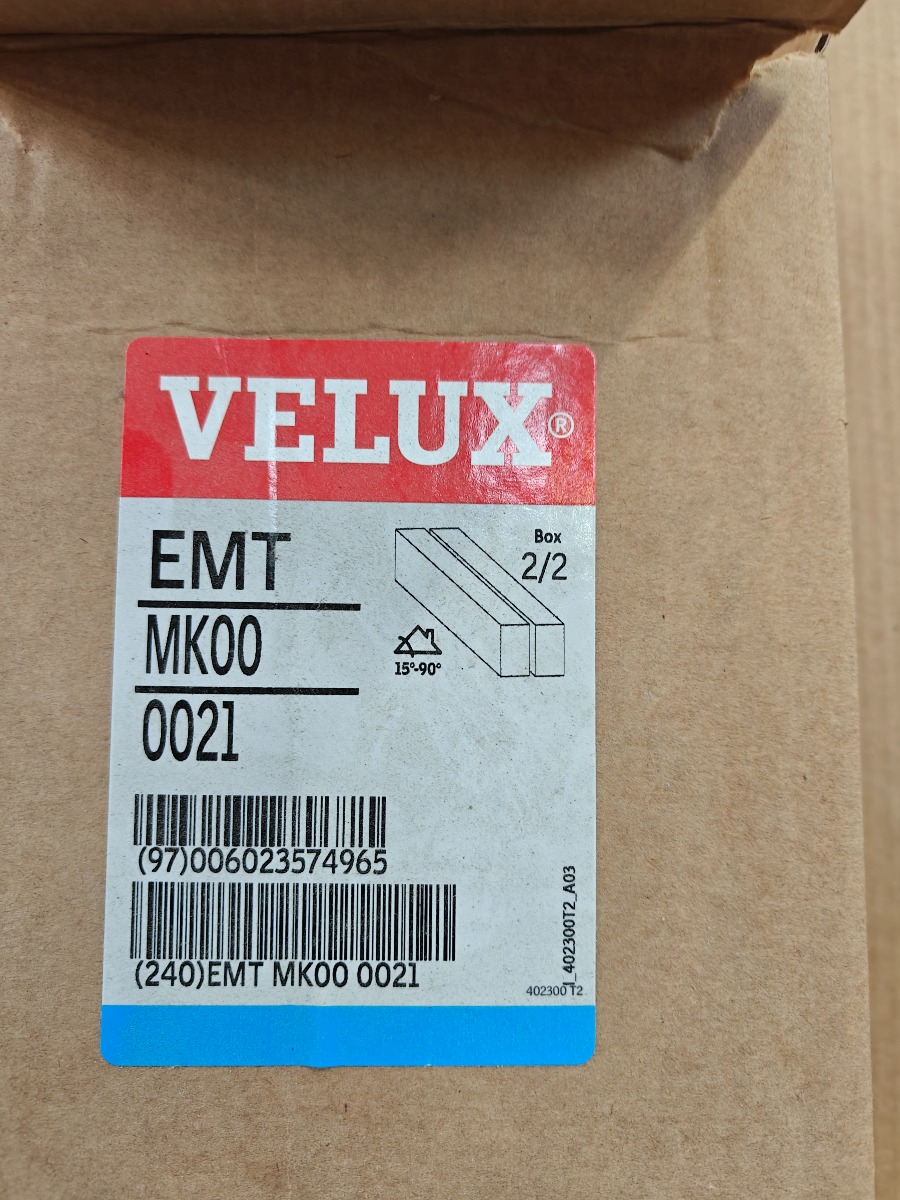 VELUX®
EMT
MK00
0021
Box
2/2
15°-90°
(97)006023574965
(240)EMT MK00 0021
I_402300T2_A03
402300 T2